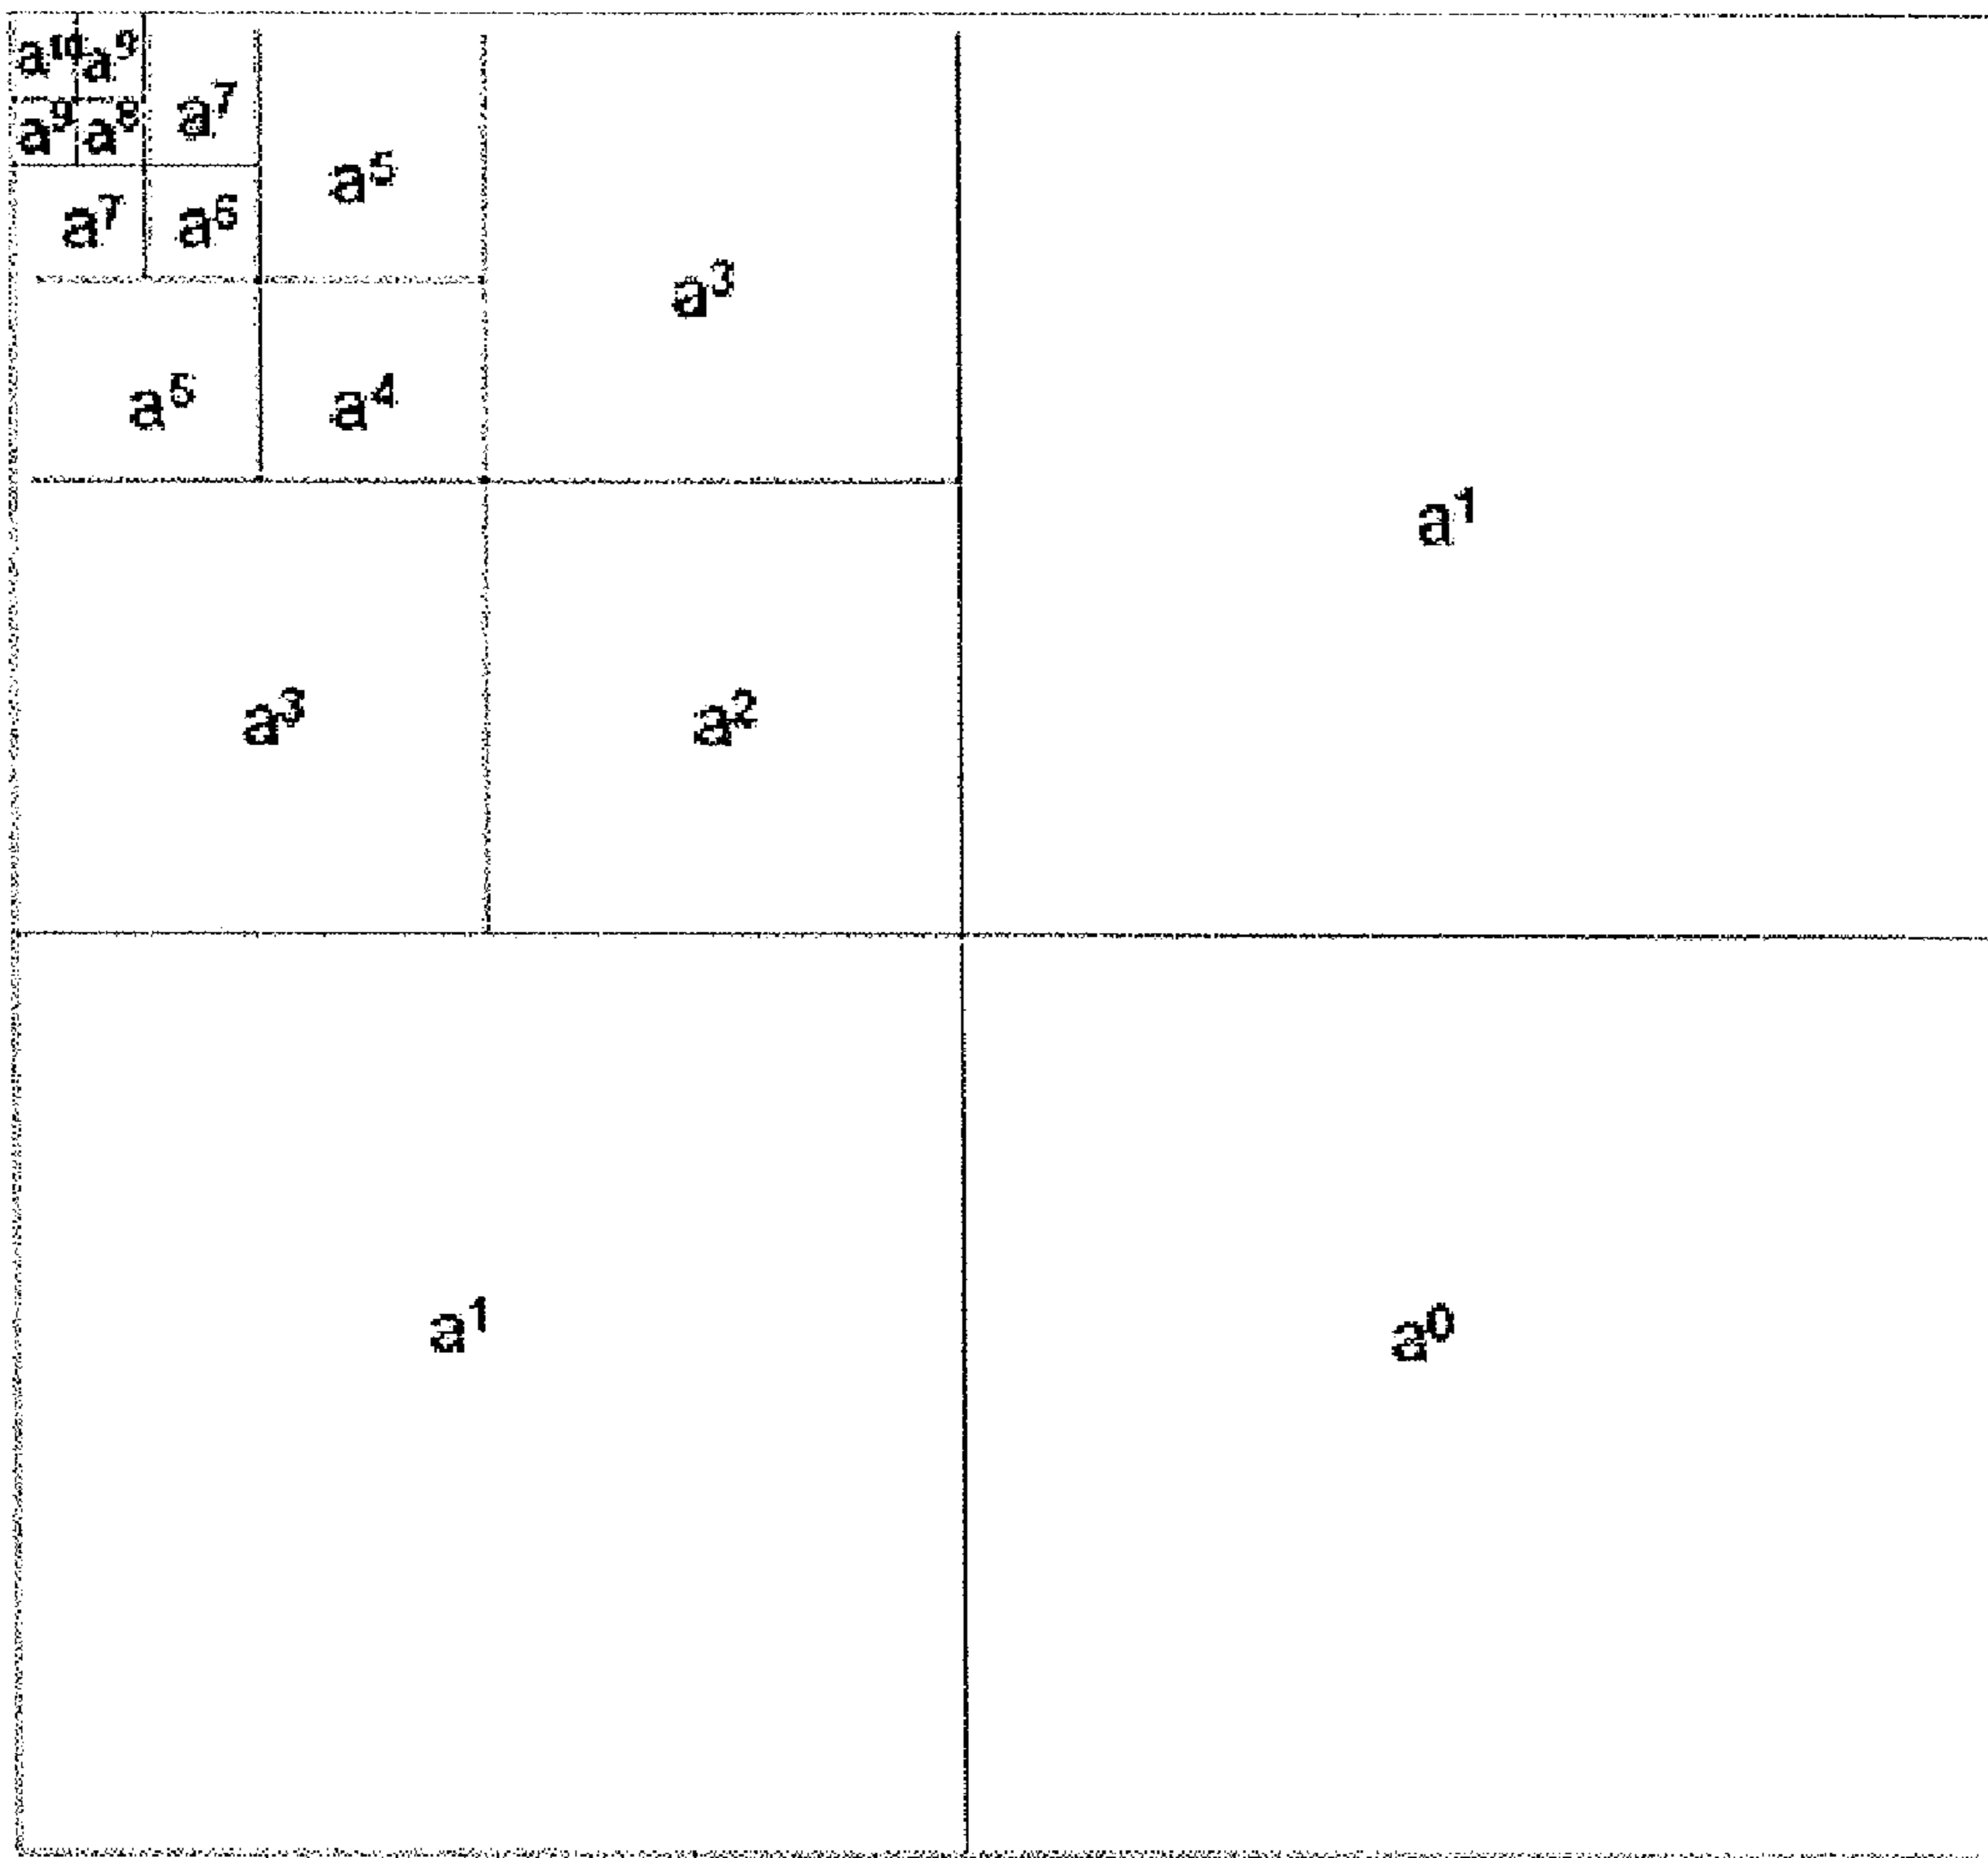 a¹⁰ a⁹
a⁹ a⁸ a⁷
a⁷ a⁶ a⁵
a³
a⁵ a⁴
a¹
a³ a²
a¹ a⁰